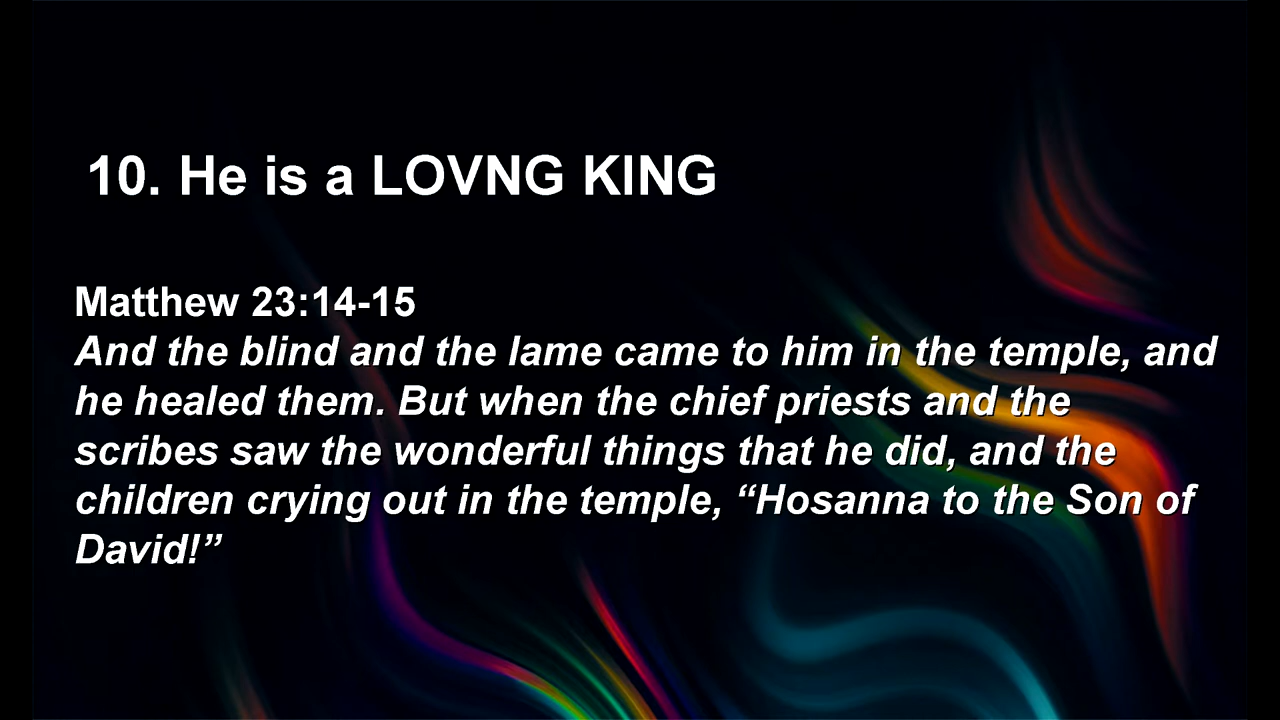 10. He is a LOVNG KING
Matthew 23:14-15
And the blind and the lame came to him in the temple, and
he healed them. But when the chief priests and the
scribes saw the wonderful things that he did, and the
children crying out in the temple, “Hosanna to the Son of
David!”